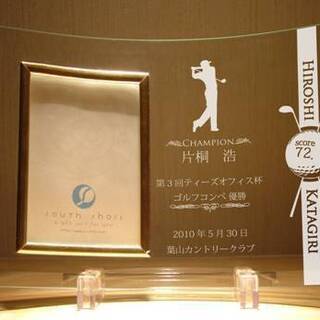 CHAMPION
片桐 浩
第3回ティーズオフィス杯
ゴルフコンペ 優勝
2010年5月30日
葉山カントリークラブ
HIROSHI
score
72
KATAGIRI
south shore